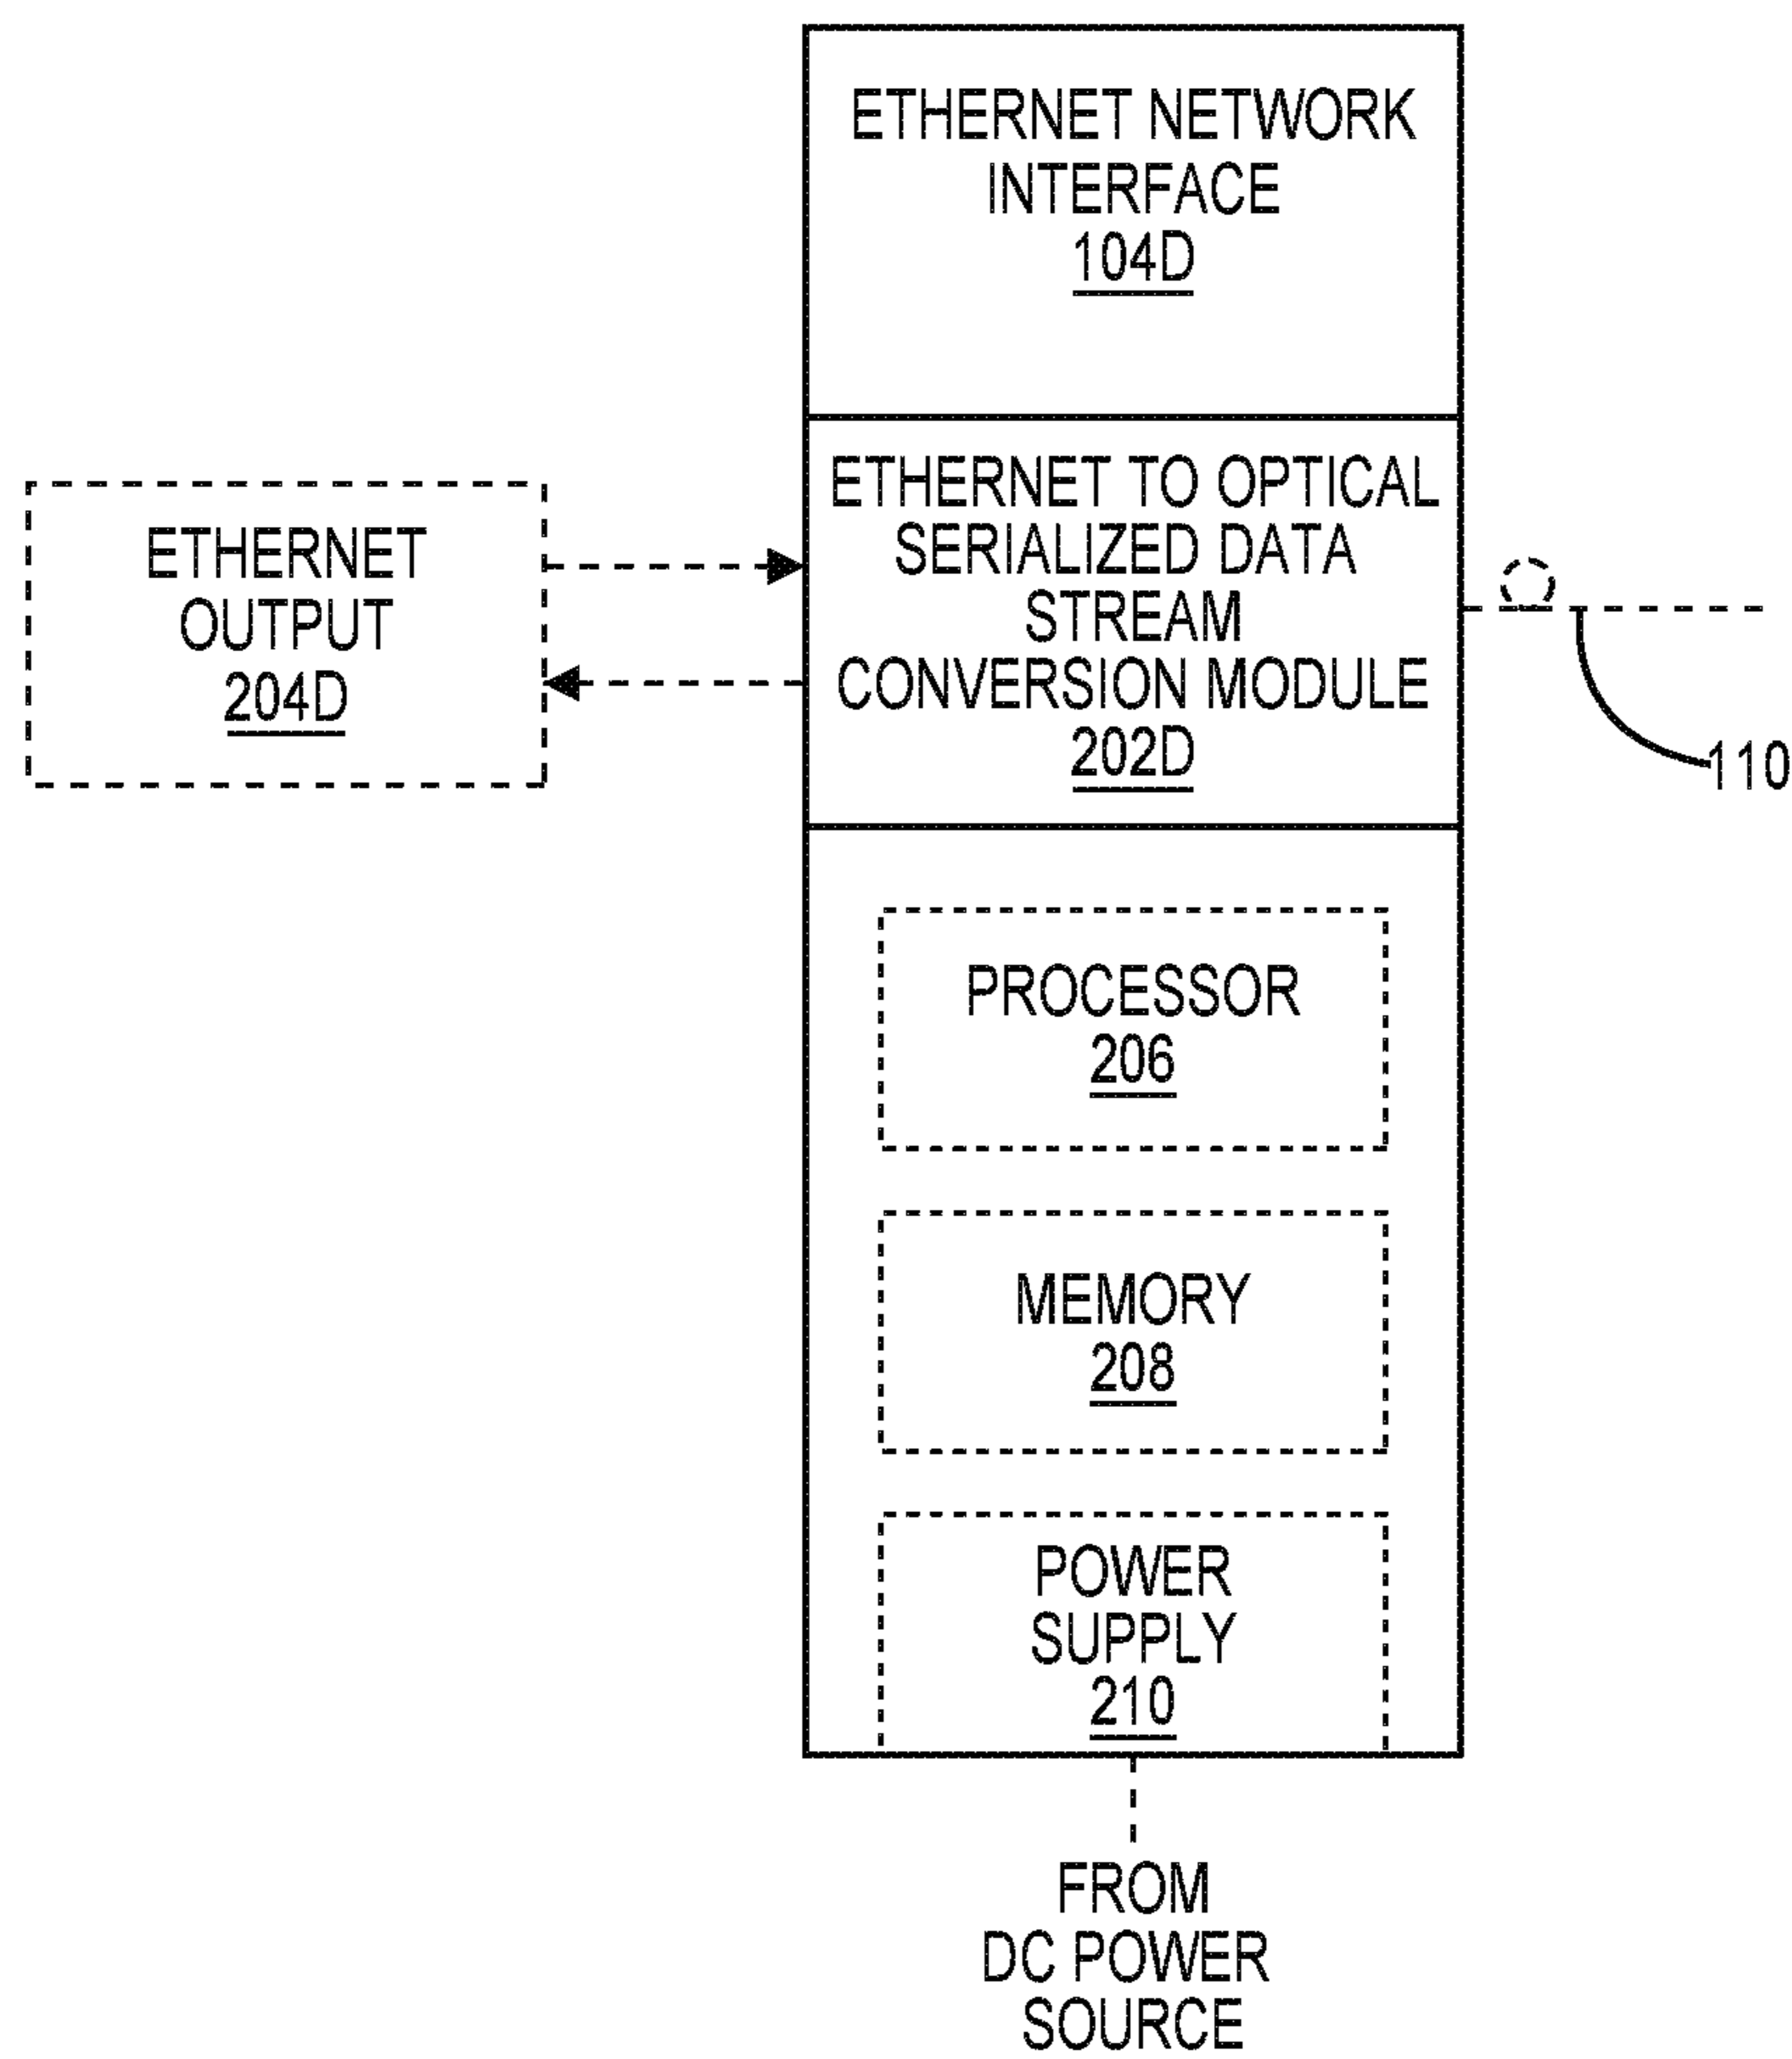 ETHERNET NETWORK
INTERFACE
104D
ETHERNET TO OPTICAL
SERIALIZED DATA
STREAM
CONVERSION MODULE
202D
ETHERNET
OUTPUT
204D
110
PROCESSOR
206
MEMORY
208
POWER
SUPPLY
210
FROM
DC POWER
SOURCE